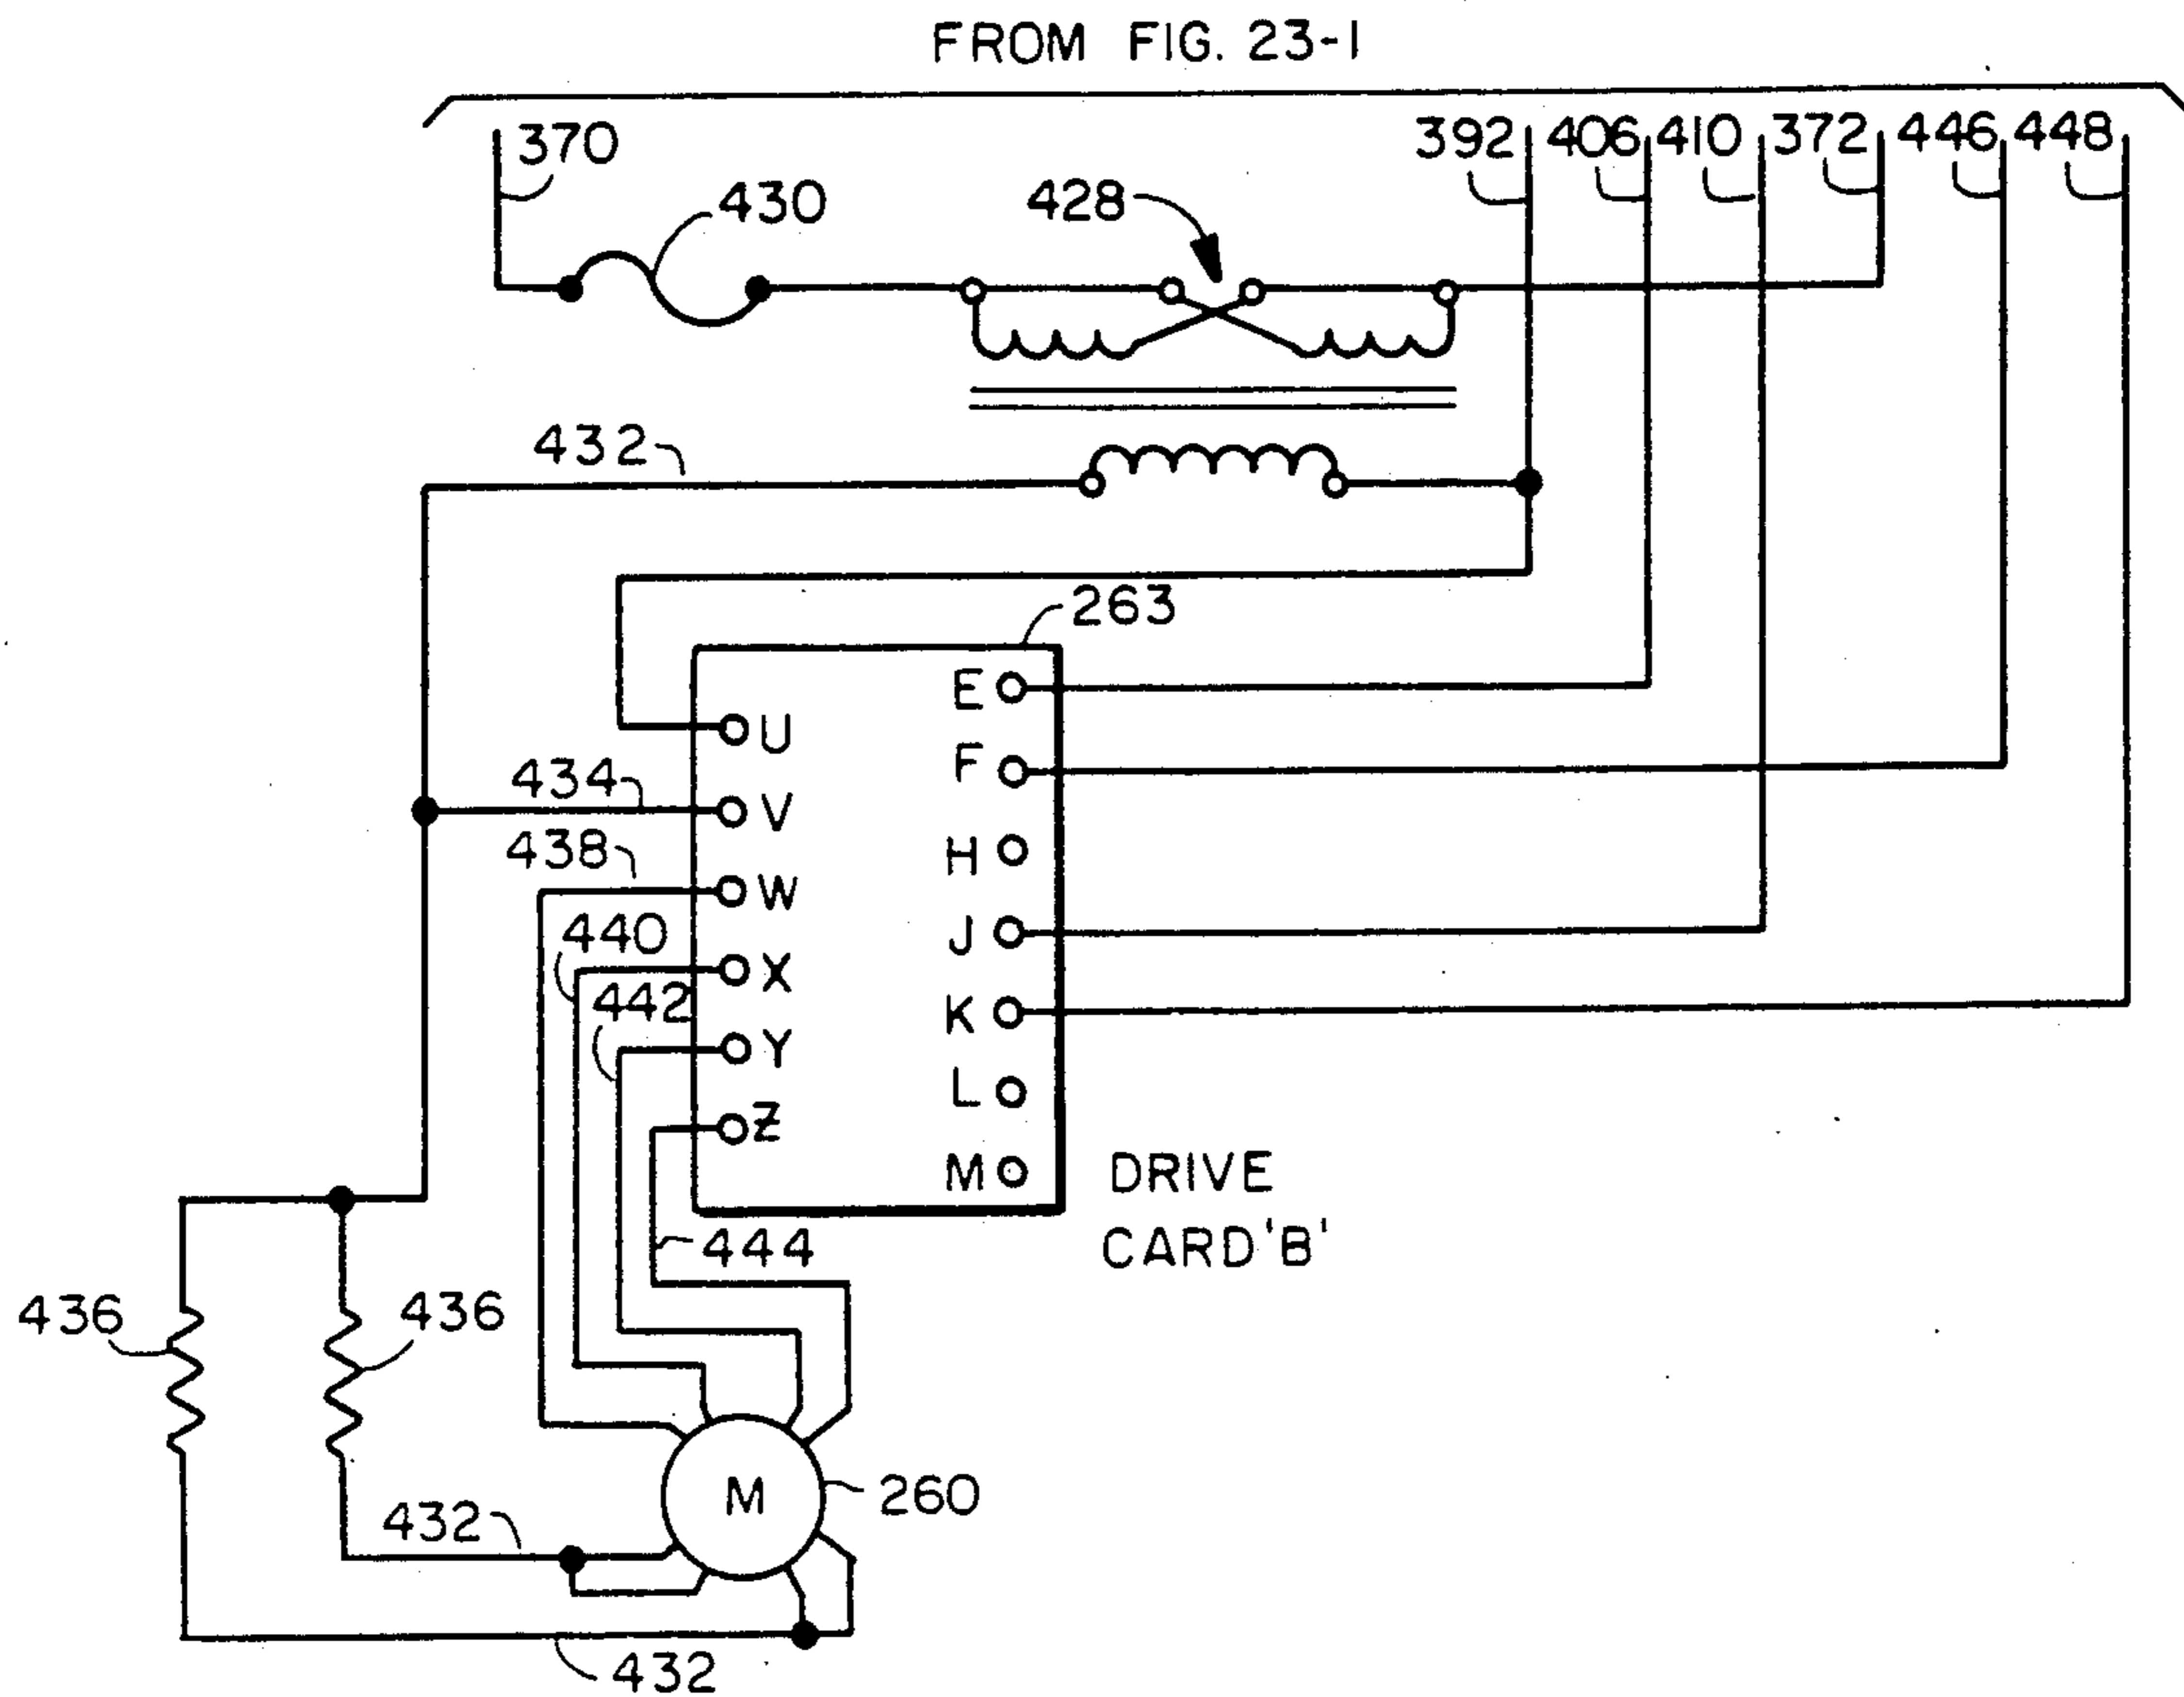 FROM FIG. 23-1
370
392 406 410 372 446 448
430
428
432
263
E
U
F
434
V
438
H
W
440
J
X
442
K
Y
L
Z
M
DRIVE
CARD 'B'
444
436
436
M
260
432
432